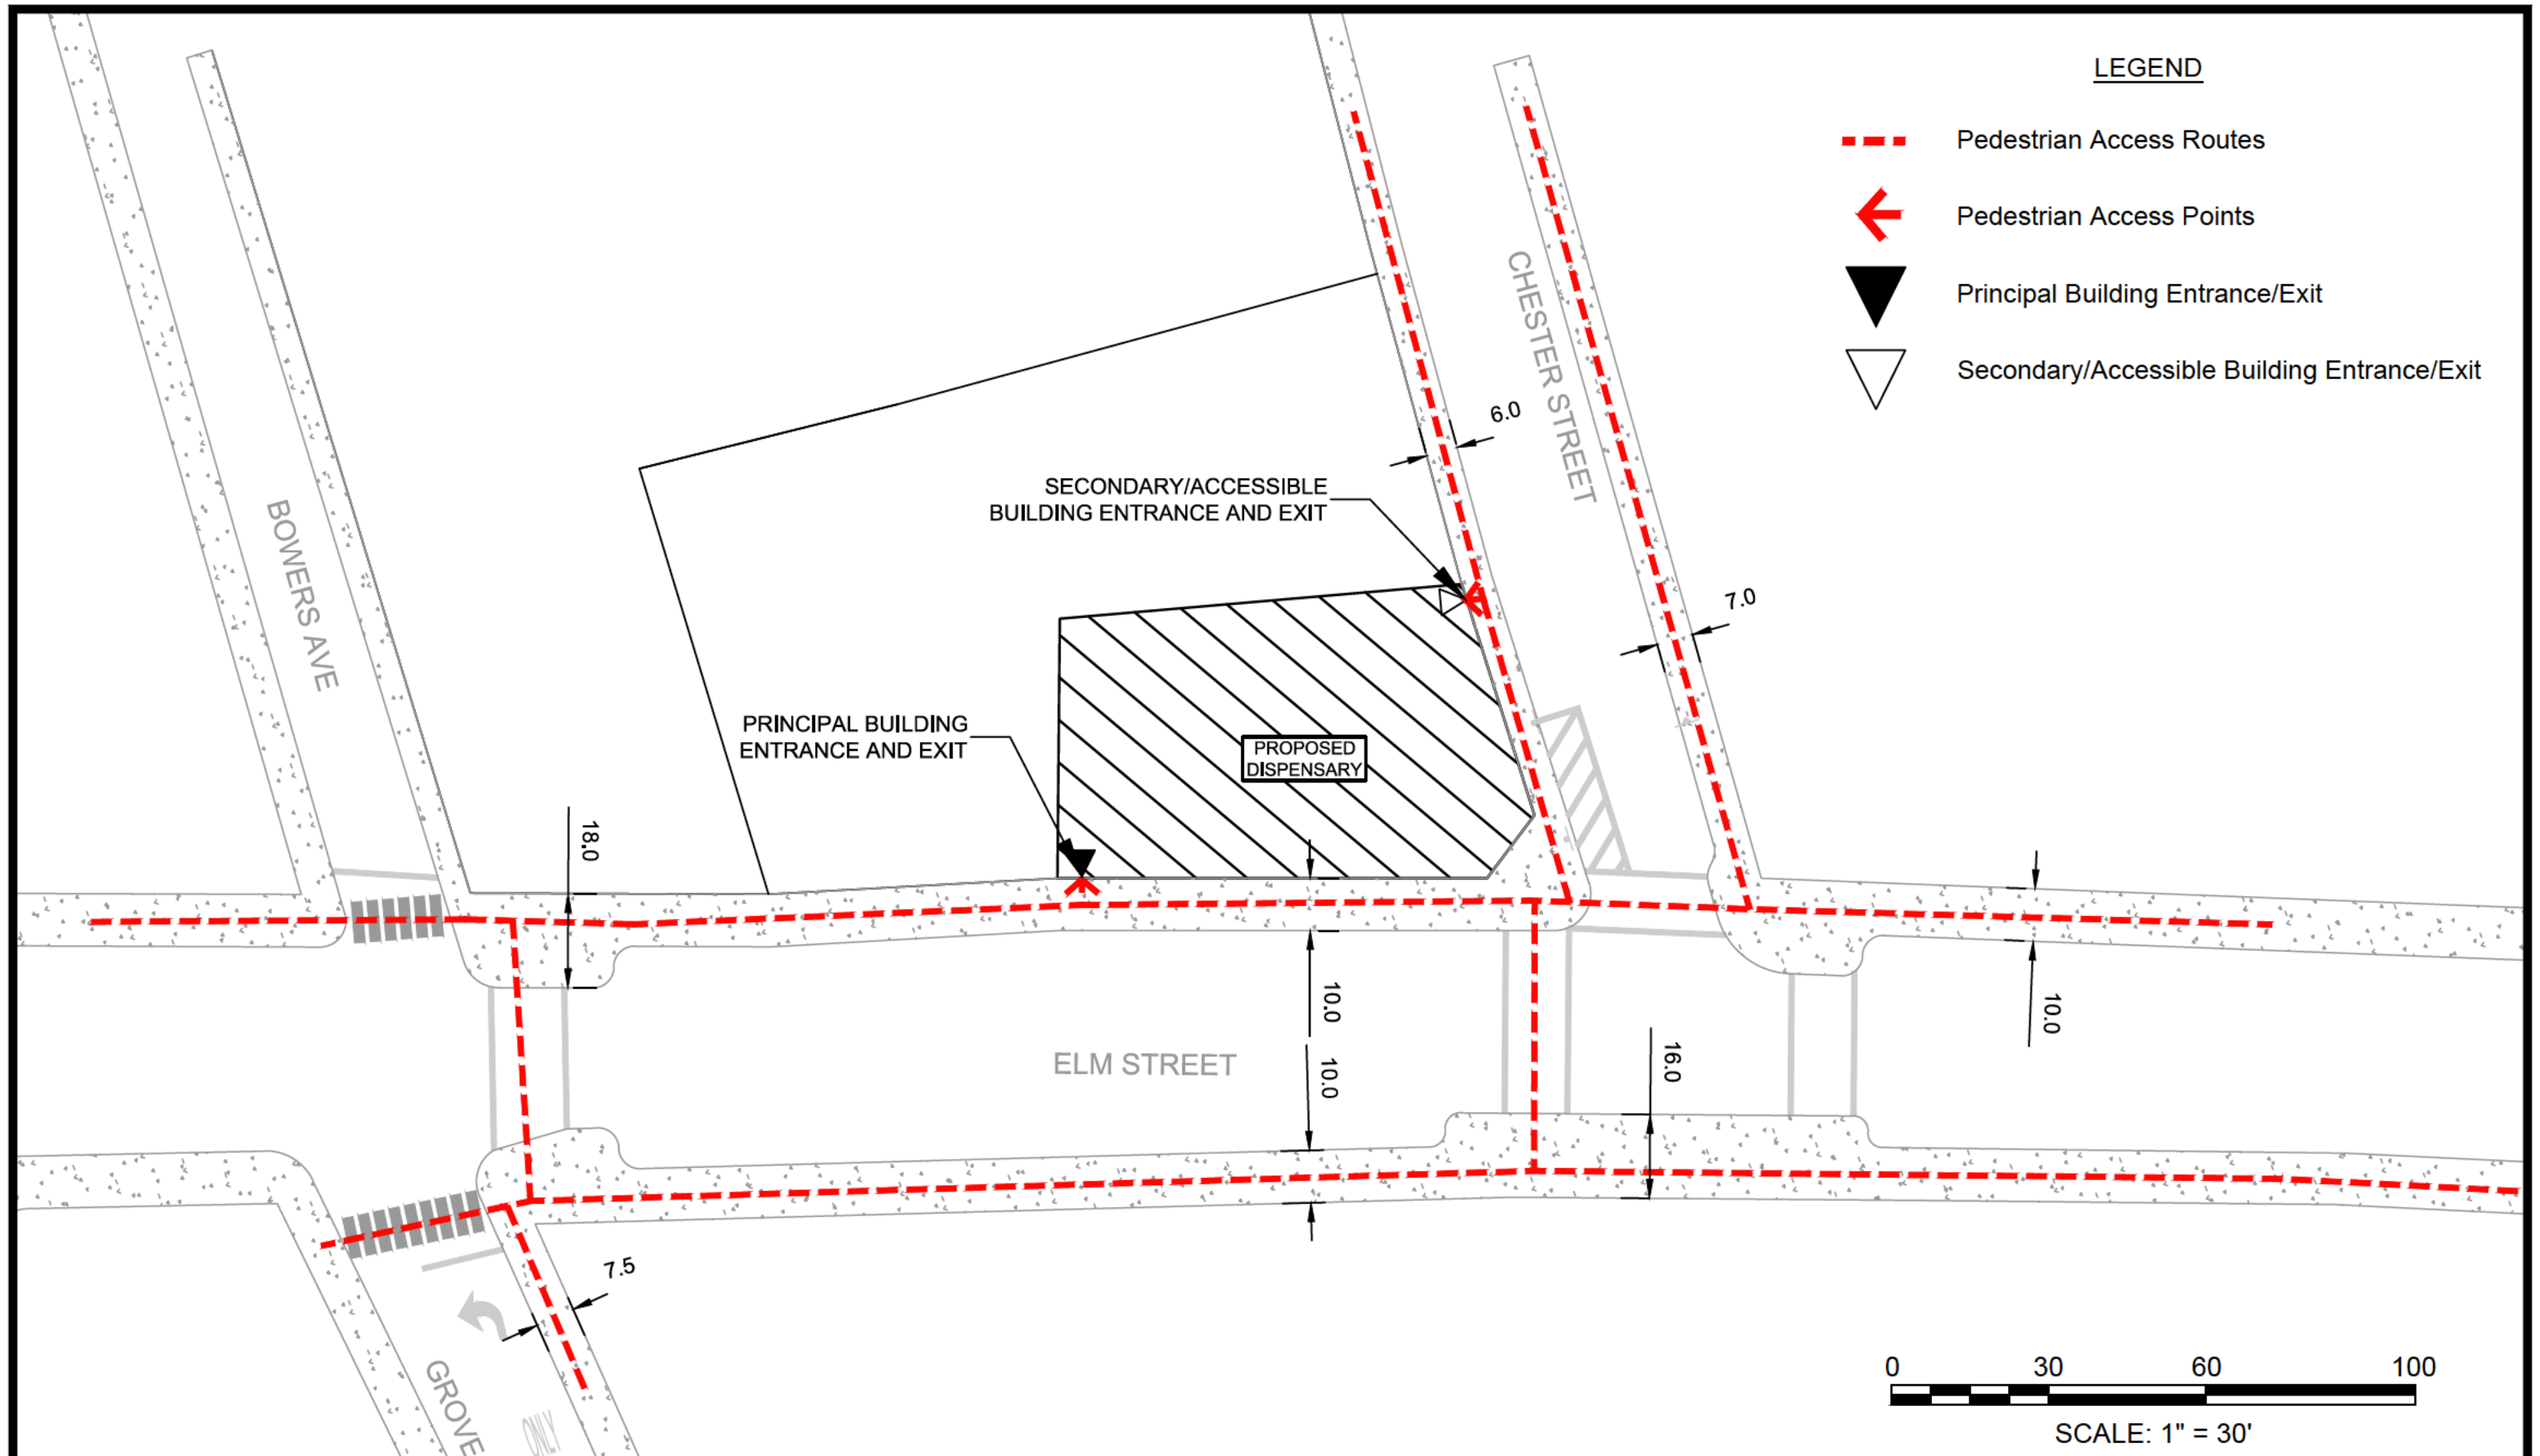 LEGEND
Pedestrian Access Routes
Pedestrian Access Points
Principal Building Entrance/Exit
Secondary/Accessible Building Entrance/Exit
CHESTER STREET
6.0
SECONDARY/ACCESSIBLE
BUILDING ENTRANCE AND EXIT
BOWERS AVE
7.0
PRINCIPAL BUILDING
ENTRANCE AND EXIT
PROPOSED
DISPENSARY
18.0
10.0
10.0
ELM STREET
10.0
16.0
7.5
GROVE
ONLY
0 30 60 100
SCALE: 1" = 30'